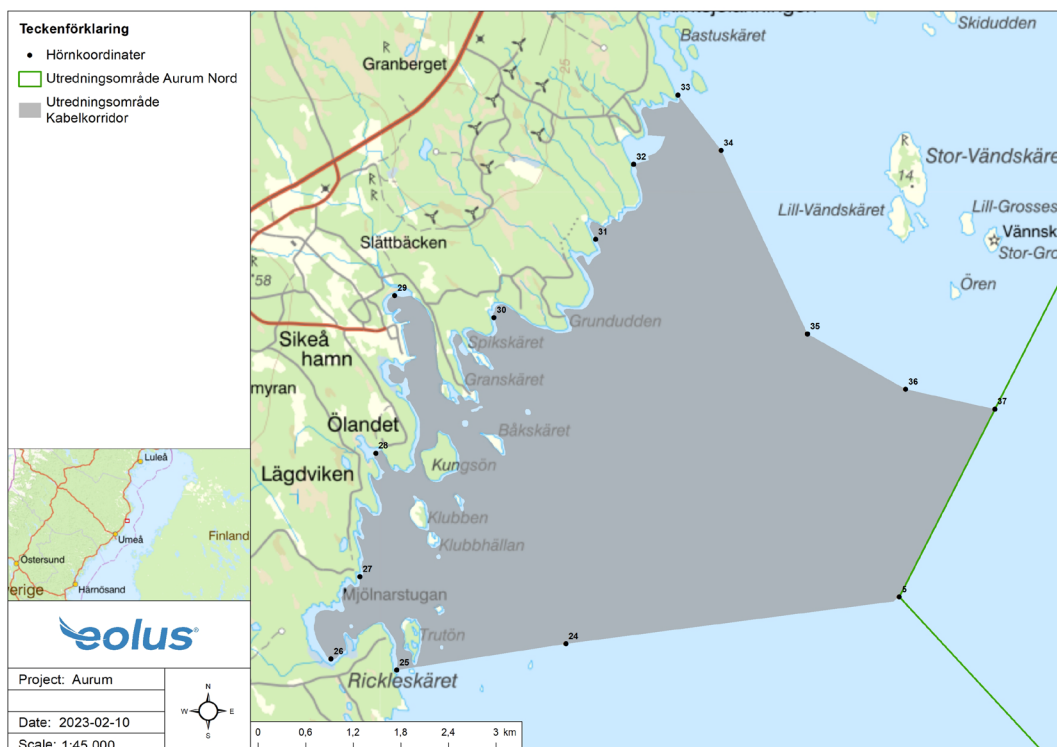 Teckenförklaring
Hörnkoordinater
Utredningsområde Aurum Nord
Utredningsområde
Kabelkorridor
Bastuskäret
Skidudden
Granberget
25
33
34
32
Stor-Vändskäre
14
Lill-Vändskäret
Lill-Grosses
Vännsk
Stor-Gro
Slättbäcken
31
58
29
Ören
30
Grundudden
Sikeå
hamn
Spikskäret
35
Granskäret
myran
36
37
Ölandet
Båkskäret
28
Lägdviken
Kungsön
Luleå
Klubben
Umeå
Finland
Klubbhällan
Östersund
27
Härnösand
erige
Mjölnarstugan
5
eolus®
Trutön
24
26
25
Rickleskäret
Project: Aurum
N
W E
S
Date: 2023-02-10
0 0,6 1,2 1,8 2,4 3 km
Scale: 1:45 000